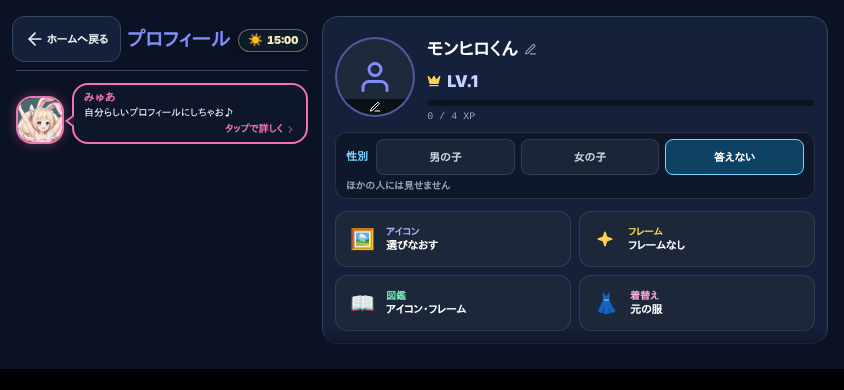 ホームへ戻る
プロフィール
15:00
みゅあ
自分らしいプロフィールにしちゃお♪
タップで詳しく
モンヒロくん
LV.1
0 / 4 XP
性別
男の子
女の子
答えない
ほかの人には見せません
アイコン
選びなおす
フレーム
フレームなし
図鑑
アイコン・フレーム
着替え
元の服